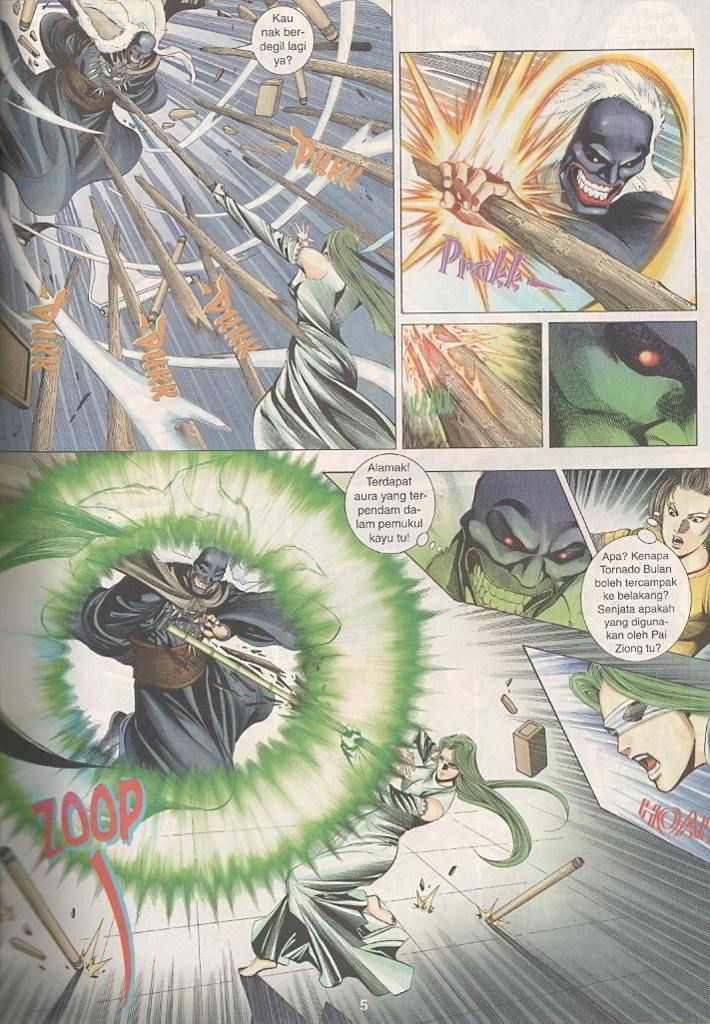 Kau
nak ber-
degil lagi
ya?
PUKK
PUKK
PUKK
PUKK
Prakk
Alamak!
Terdapat
aura yang ter-
pendam da-
lam pemukul
kayu tu!
Apa? Kenapa
Tornado Bulan
boleh tercampak
ke belakang?
Senjata apakah
yang diguna-
kan oleh Pai
Ziong tu?
HOAH
ZOOP
5